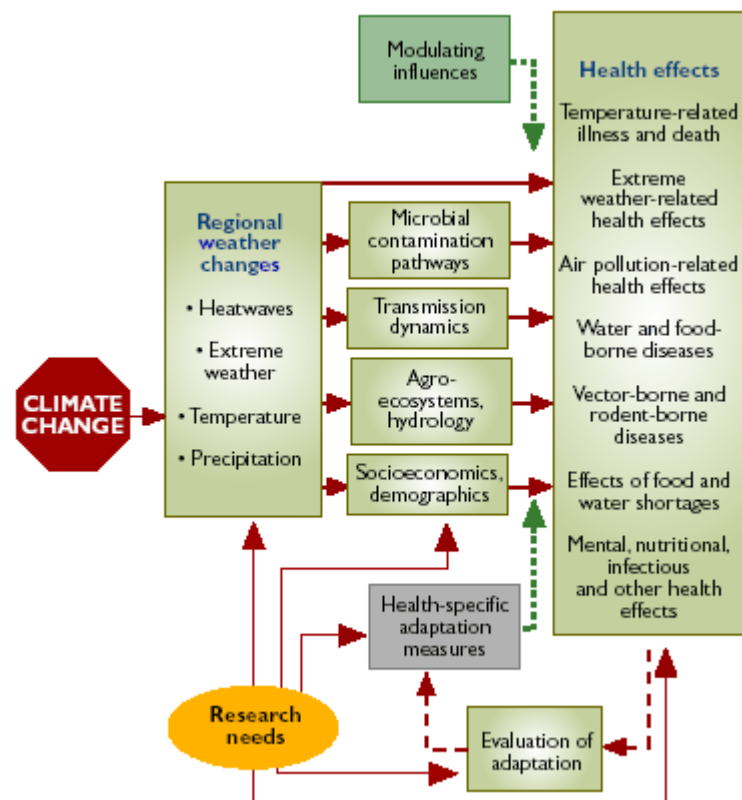 Modulating
influences
Health effects
Temperature-related
illness and death
Extreme
weather-related
health effects
Air pollution-related
health effects
Water and food-
borne diseases
Vector-borne and
rodent-borne
diseases
Effects of food and
water shortages
Mental, nutritional,
infectious
and other health
effects
Regional
weather
changes
• Heatwaves
• Extreme
weather
• Temperature
• Precipitation
Microbial
contamination
pathways
Transmission
dynamics
Agro-
ecosystems,
hydrology
Socioeconomics,
demographics
CLIMATE
CHANGE
Health-specific
adaptation
measures
Research
needs
Evaluation of
adaptation